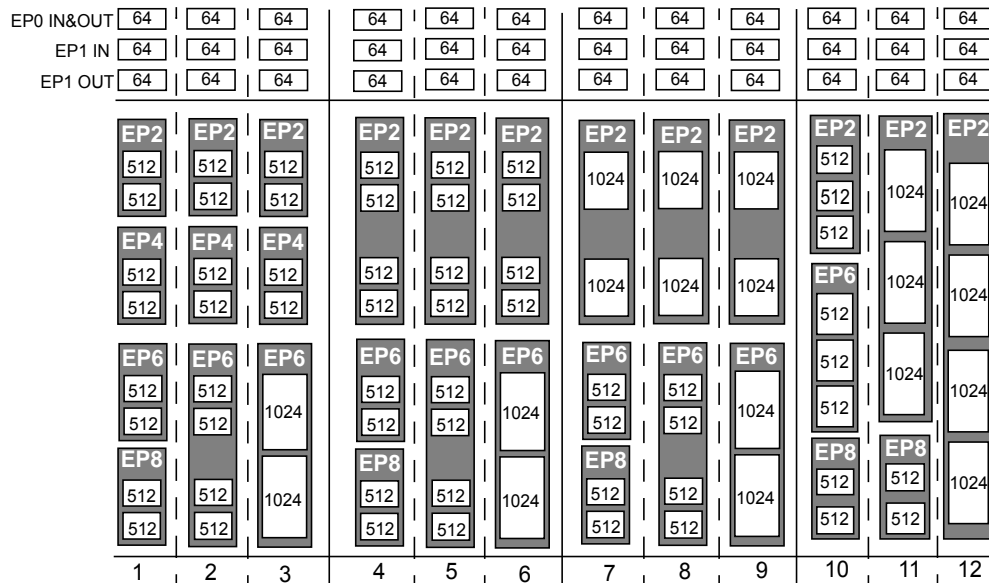 EP0 IN&OUT 64 64 64 64 64 64 64 64 64 64 64 64
EP1 IN 64 64 64 64 64 64 64 64 64 64 64 64
EP1 OUT 64 64 64 64 64 64 64 64 64 64 64 64
EP2 EP2 EP2 EP2 EP2 EP2 EP2 EP2 EP2 EP2 EP2 EP2
512 512 512 512 512 512 1024 1024 1024 512
512 512 512 512 512 512 512 1024 1024
EP4 EP4 EP4 512
512 512 512 512 512 512 1024 1024 1024 EP6 1024 1024
512 512 512 512 512 512 512
EP6 EP6 EP6 EP6 EP6 EP6 EP6 EP6 EP6 512 1024
512 512 1024 512 512 1024 512 512 1024 512 1024
512 512 512 512 512 512
EP8 EP8 EP8 EP8 EP8
512 512 1024 512 512 1024 512 512 1024 512 512 1024
512 512 512 512 512 512 512 512
1 2 3 4 5 6 7 8 9 10 11 12